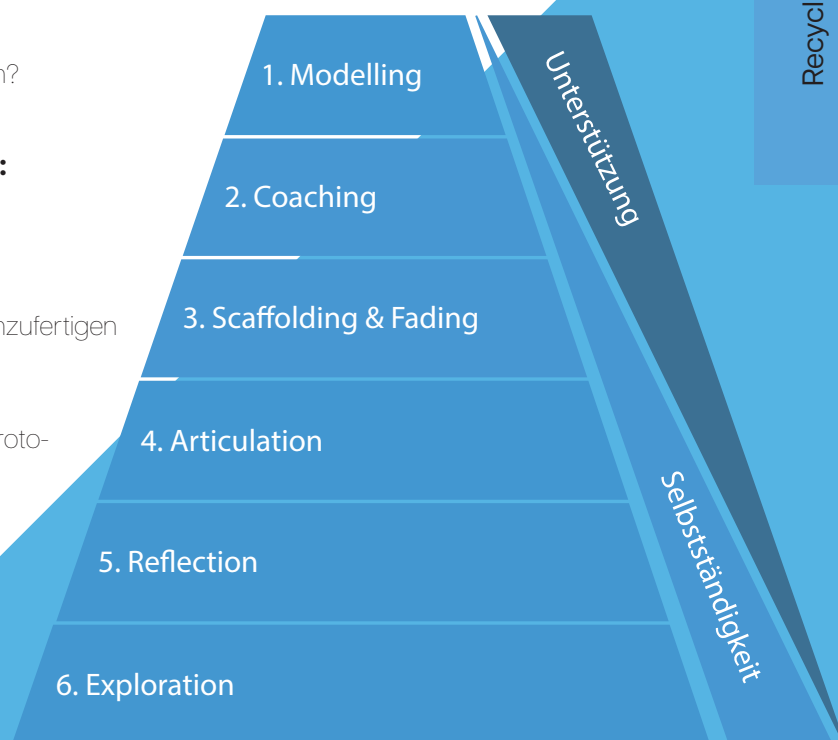 n?
:
nzufertigen
roto-
1. Modelling
2. Coaching
3. Scaffolding & Fading
4. Articulation
5. Reflection
6. Exploration
Unterstützung
Selbstständigkeit
Recycl